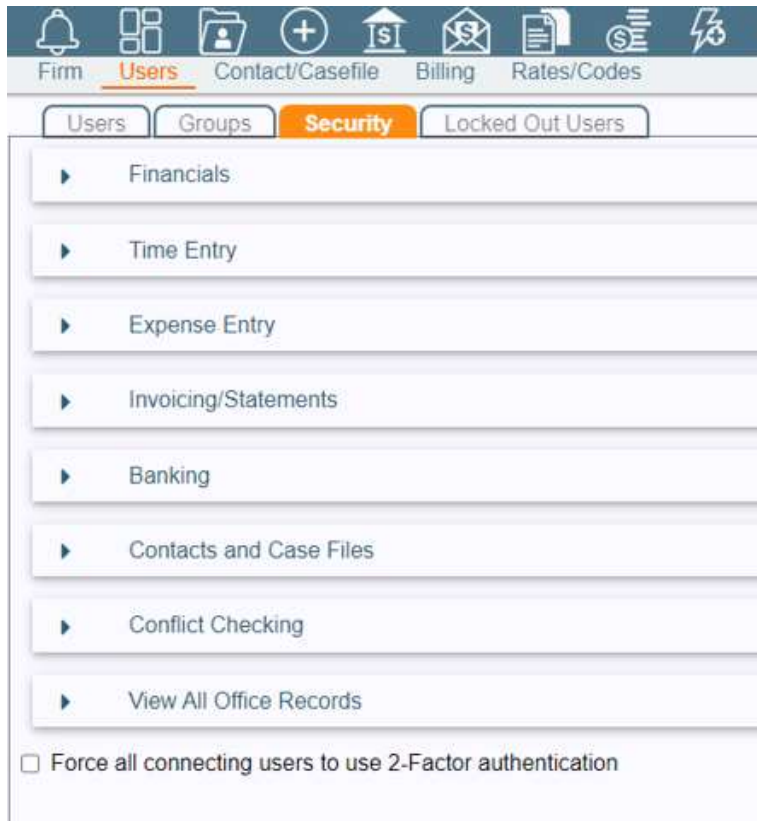 Firm Users Contact/Casefile Billing Rates/Codes
Users Groups Security Locked Out Users
Financials
Time Entry
Expense Entry
Invoicing/Statements
Banking
Contacts and Case Files
Conflict Checking
View All Office Records
Force all connecting users to use 2-Factor authentication